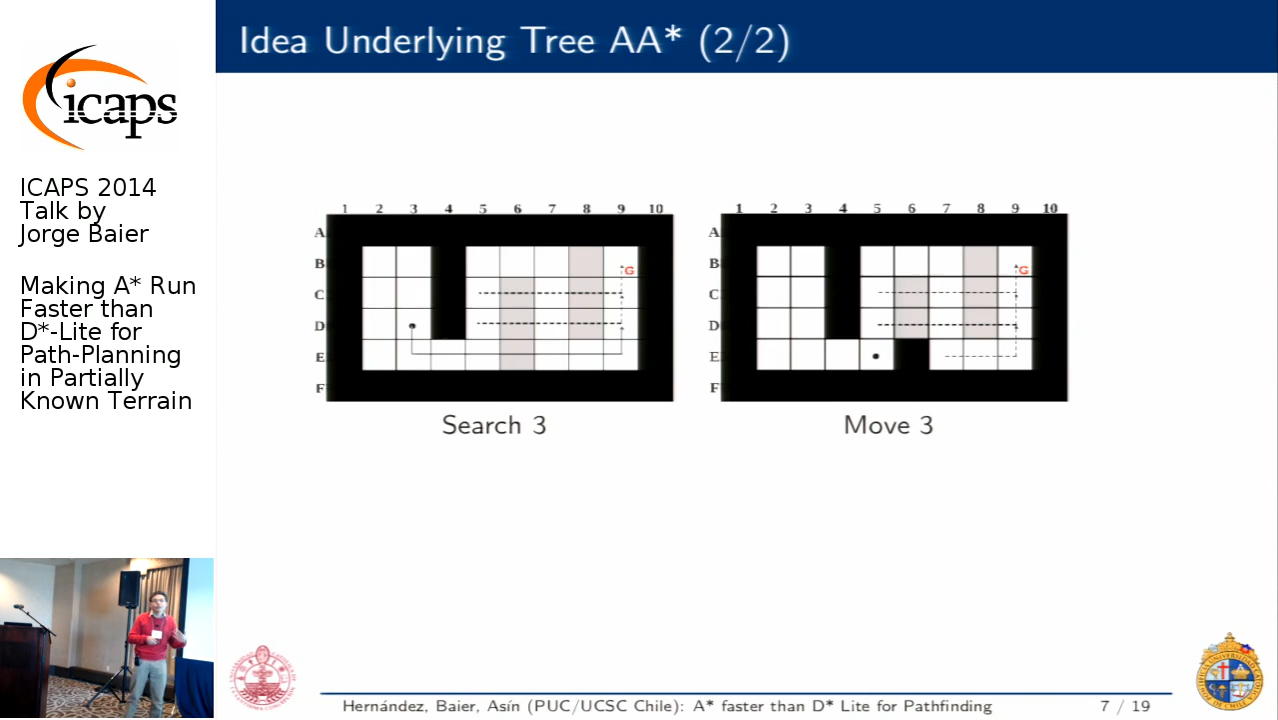 Idea Underlying Tree AA* (2/2)
icaps
ICAPS 2014
Talk by
Jorge Baier
Making A* Run
Faster than
D*-Lite for
Path-Planning
in Partially
Known Terrain
1 2 3 4 5 6 7 8 9 10
A
B
G
C
D
E
F
Search 3
1 2 3 4 5 6 7 8 9 10
A
B
G
C
D
E
F
Move 3
Hernández, Baier, Asín (PUC/UCSC Chile): A* faster than D* Lite for Pathfinding
7 / 19